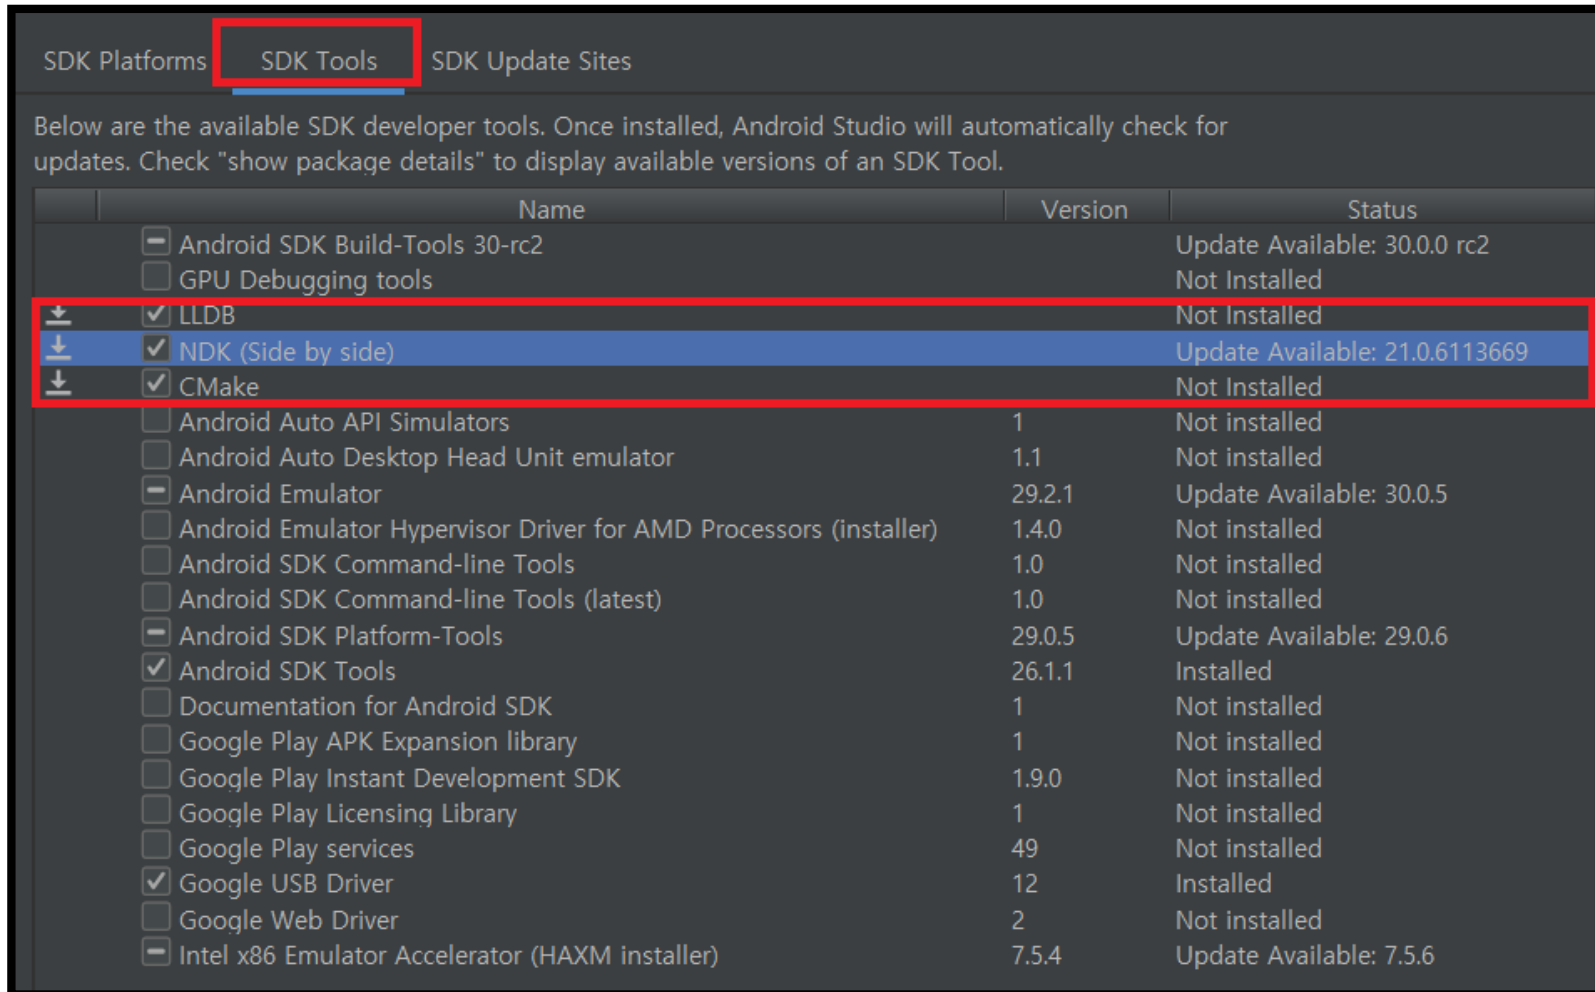 SDK Platforms SDK Tools SDK Update Sites
Below are the available SDK developer tools. Once installed, Android Studio will automatically check for
updates. Check "show package details" to display available versions of an SDK Tool.
Name Version Status
Android SDK Build-Tools 30-rc2 Update Available: 30.0.0 rc2
GPU Debugging tools Not Installed
LLDB Not Installed
NDK (Side by side) Update Available: 21.0.6113669
CMake Not Installed
Android Auto API Simulators 1 Not installed
Android Auto Desktop Head Unit emulator 1.1 Not installed
Android Emulator 29.2.1 Update Available: 30.0.5
Android Emulator Hypervisor Driver for AMD Processors (installer) 1.4.0 Not installed
Android SDK Command-line Tools 1.0 Not installed
Android SDK Command-line Tools (latest) 1.0 Not installed
Android SDK Platform-Tools 29.0.5 Update Available: 29.0.6
Android SDK Tools 26.1.1 Installed
Documentation for Android SDK 1 Not installed
Google Play APK Expansion library 1 Not installed
Google Play Instant Development SDK 1.9.0 Not installed
Google Play Licensing Library 1 Not installed
Google Play services 49 Not installed
Google USB Driver 12 Installed
Google Web Driver 2 Not installed
Intel x86 Emulator Accelerator (HAXM installer) 7.5.4 Update Available: 7.5.6